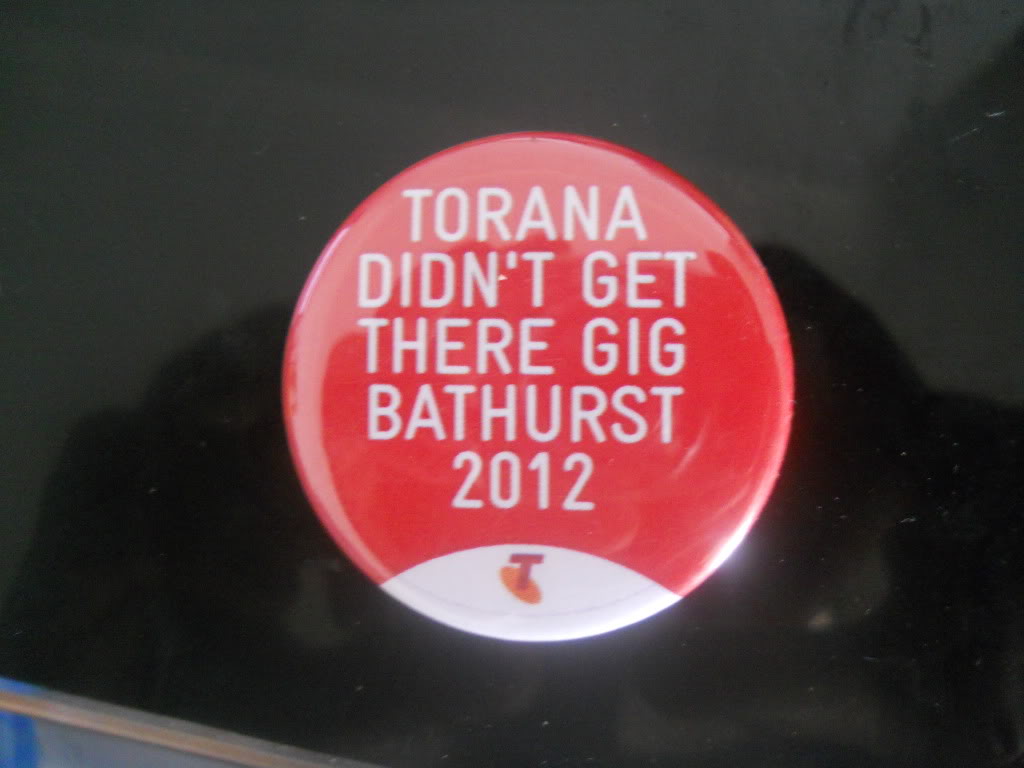 TORANA
DIDN'T GET
THERE GIG
BATHURST
2012
T